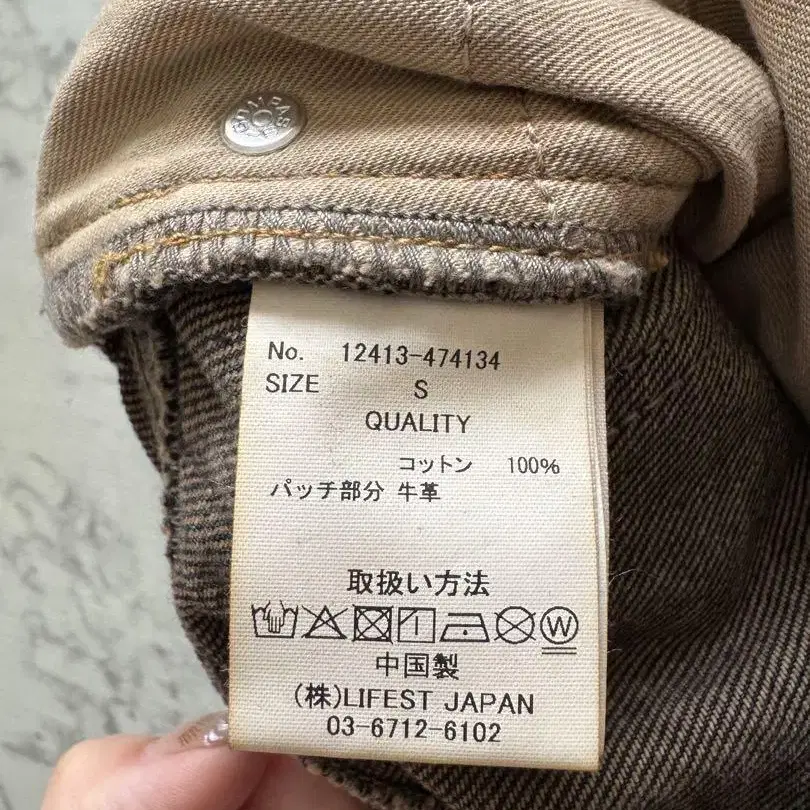 COMPAS
No. 12413-474134
SIZE S
QUALITY
コットン 100%
パッチ部分 牛革
取扱い方法
W
中国製
(株)LIFEST JAPAN
03-6712-6102